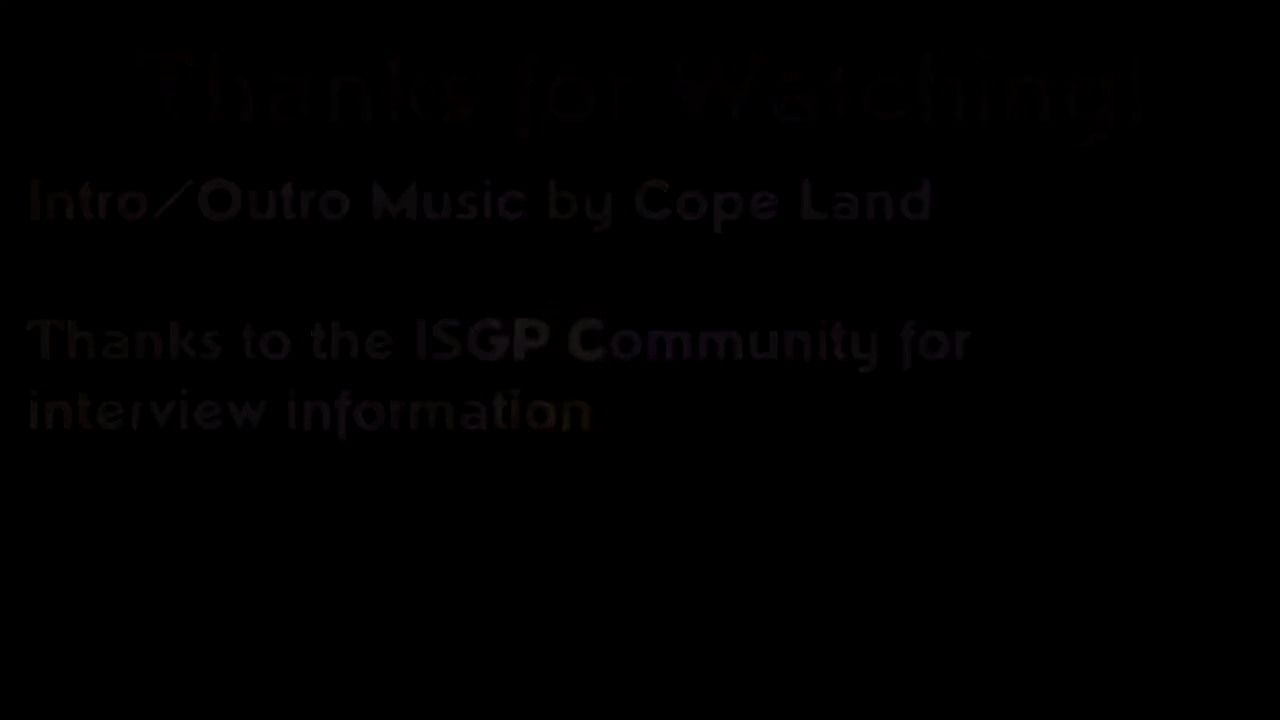 Thanks for Watching!
Intro/Outro Music by Cope Land
Thanks to the ISGP Community for
interview information